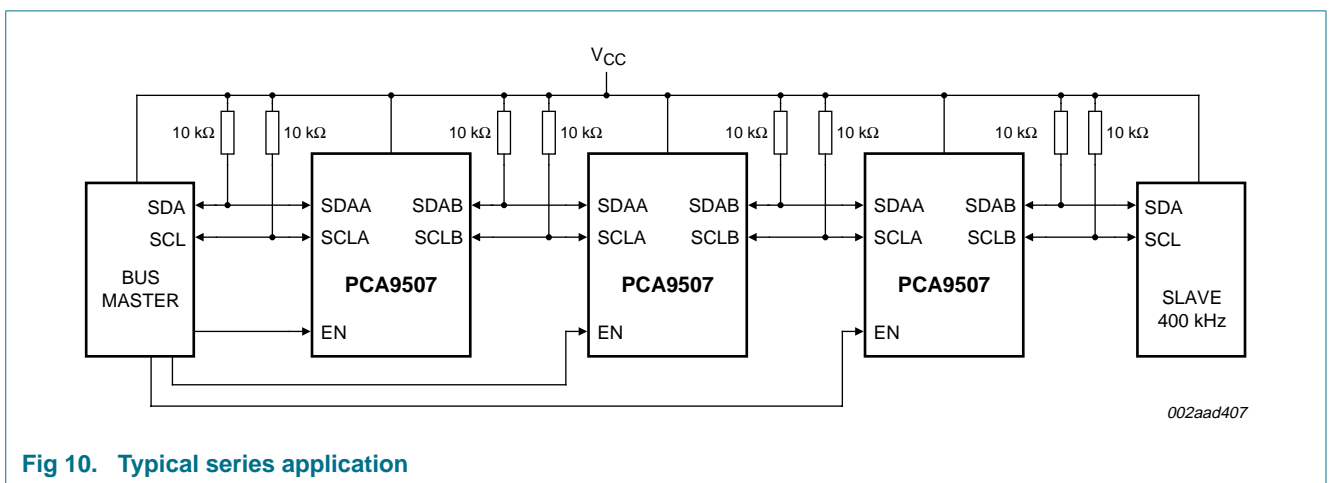 VCC
10 kΩ 10 kΩ 10 kΩ 10 kΩ 10 kΩ 10 kΩ 10 kΩ 10 kΩ
SDA SDAA SDAB SDAA SDAB SDAA SDAB SDA
SCL SCLA SCLB SCLA SCLB SCLA SCLB SCL
BUS
MASTER
PCA9507 PCA9507 PCA9507
SLAVE
400 kHz
EN EN EN
002aad407
Fig 10. Typical series application